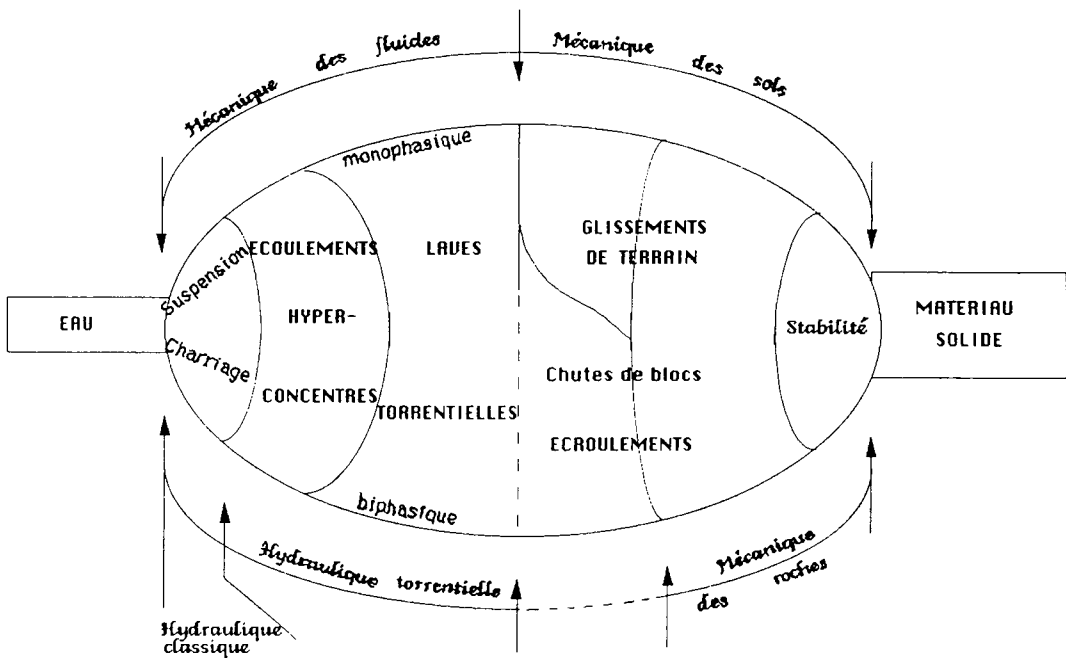 Mécanique des fluides
Mécanique des sols
monophasique
Suspension
ECOULEMENTS
LAVES
GLISSEMENTS
DE TERRAIN
EAU
HYPER-
Stabilité
MATERIAU
SOLIDE
Charriage
Chutes de blocs
CONCENTRES
TORRENTIELLES
ECROULEMENTS
biphasique
Hydraulique torrentielle
Mécanique
des roches
Hydraulique
classique